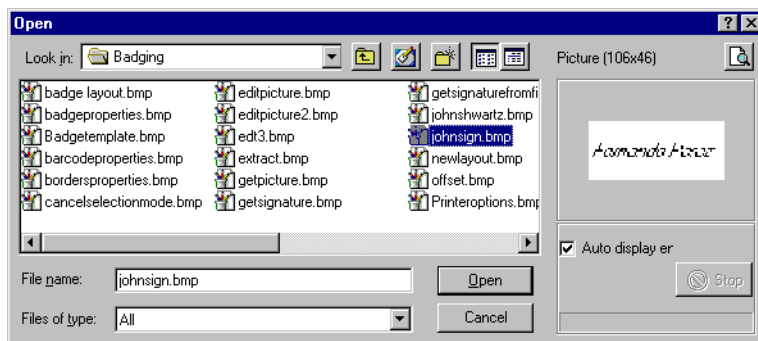 Open
Look in: Badging
Picture (106x46)
badge layout.bmp
badgeproperties.bmp
Badgetemplate.bmp
barcodeproperties.bmp
bordersproperties.bmp
cancelselectionmode.bmp
editpicture.bmp
editpicture2.bmp
edt3.bmp
extract.bmp
getpicture.bmp
getsignature.bmp
getsignaturefromfi
johnshwartz.bmp
johnsign.bmp
newlayout.bmp
offset.bmp
Printeroptions.bmp
Auto display er
Stop
File name: johnsign.bmp
Open
Files of type: All
Cancel